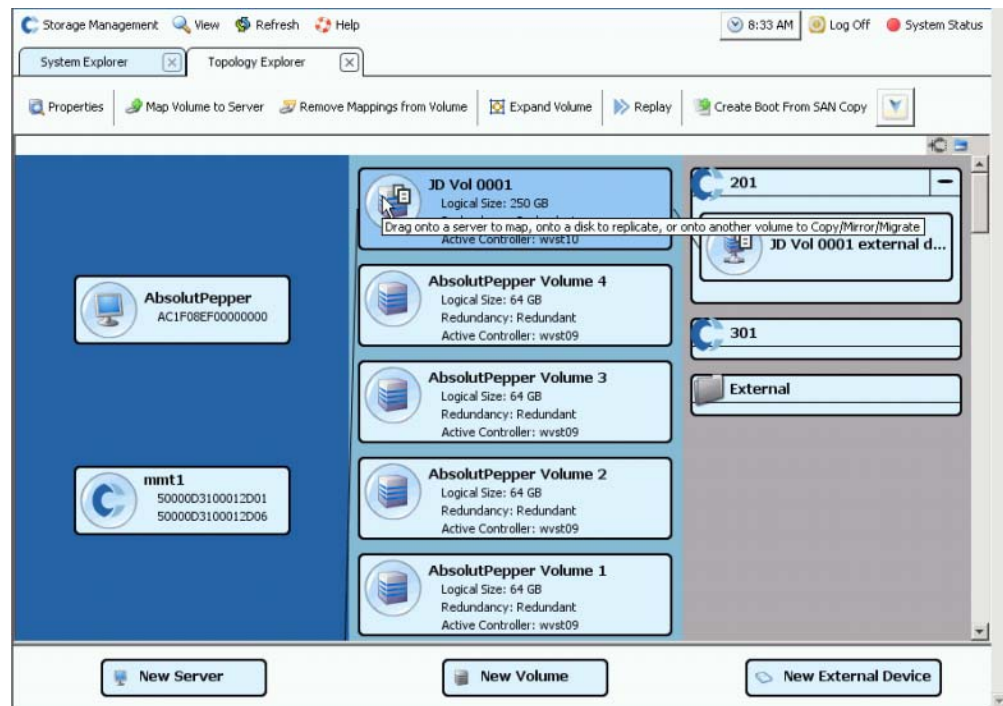 Storage Management View Refresh Help 8:33 AM Log Off System Status
System Explorer Topology Explorer
Properties Map Volume to Server Remove Mappings from Volume Expand Volume Replay Create Boot From SAN Copy
AbsolutPepper
AC1F08EF00000000
mmt1
50000D3100012D01
50000D3100012D06
JD Vol 0001
Logical Size: 250 GB
Drag onto a server to map, onto a disk to replicate, or onto another volume to Copy/Mirror/Migrate
Active Controller: wvst10
AbsolutPepper Volume 4
Logical Size: 64 GB
Redundancy: Redundant
Active Controller: wvst09
AbsolutPepper Volume 3
Logical Size: 64 GB
Redundancy: Redundant
Active Controller: wvst09
AbsolutPepper Volume 2
Logical Size: 64 GB
Redundancy: Redundant
Active Controller: wvst09
AbsolutPepper Volume 1
Logical Size: 64 GB
Redundancy: Redundant
Active Controller: wvst09
201
JD Vol 0001 external d...
301
External
New Server New Volume New External Device